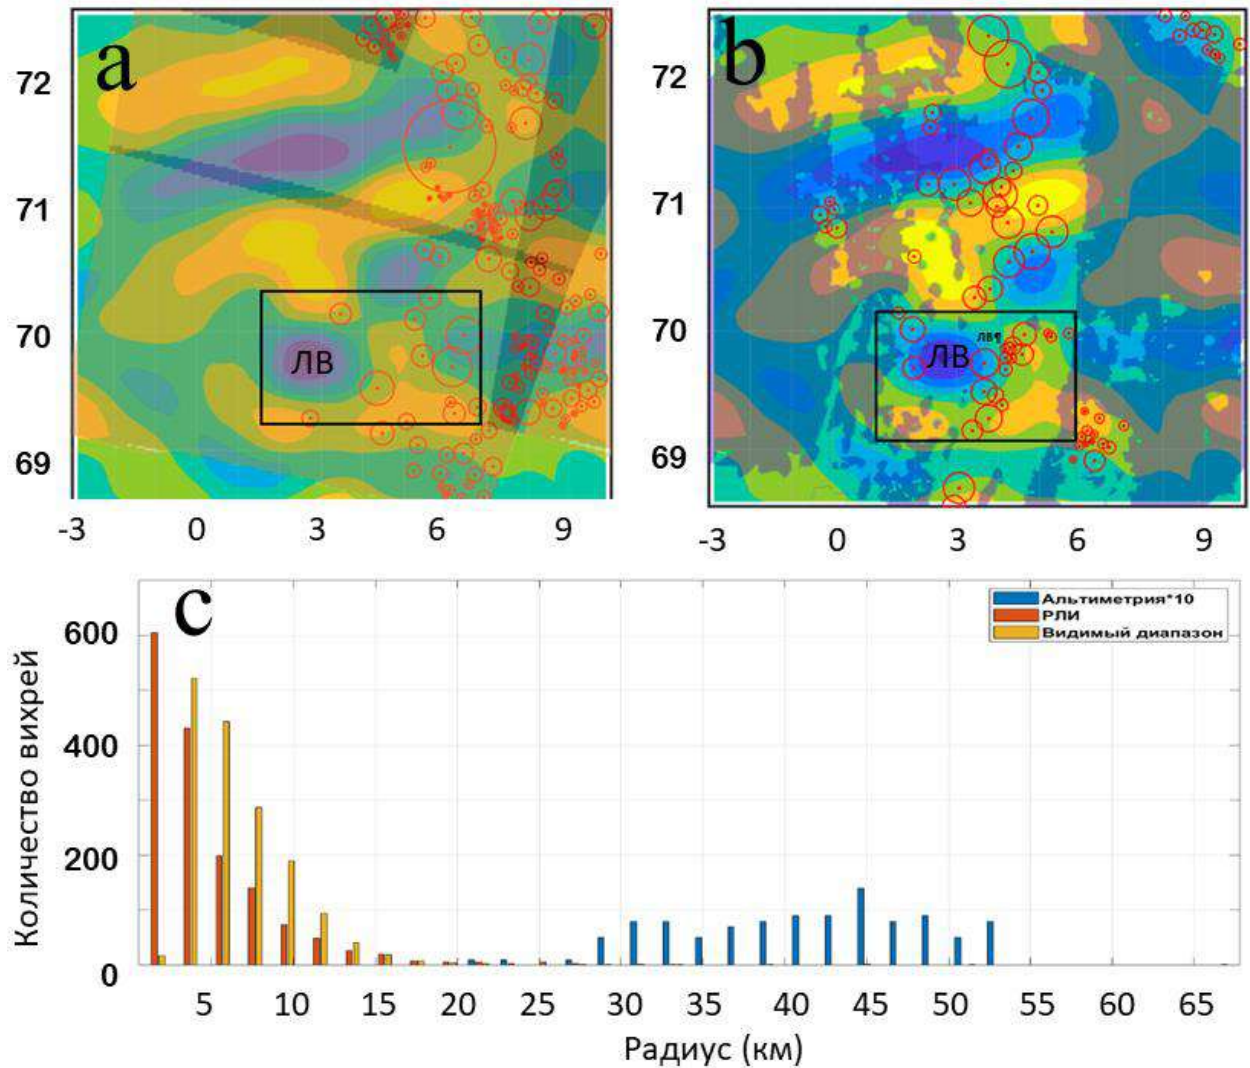 a
72
71
70
69
ЛВ
-3 0 3 6 9
b
72
71
70
69
ЛВ ЛВ¶
-3 0 3 6 9
c
Альтиметрия*10
РЛИ
Видимый диапазон
Количество вихрей
600
400
200
0
5 10 15 20 25 30 35 40 45 50 55 60 65
Радиус (км)